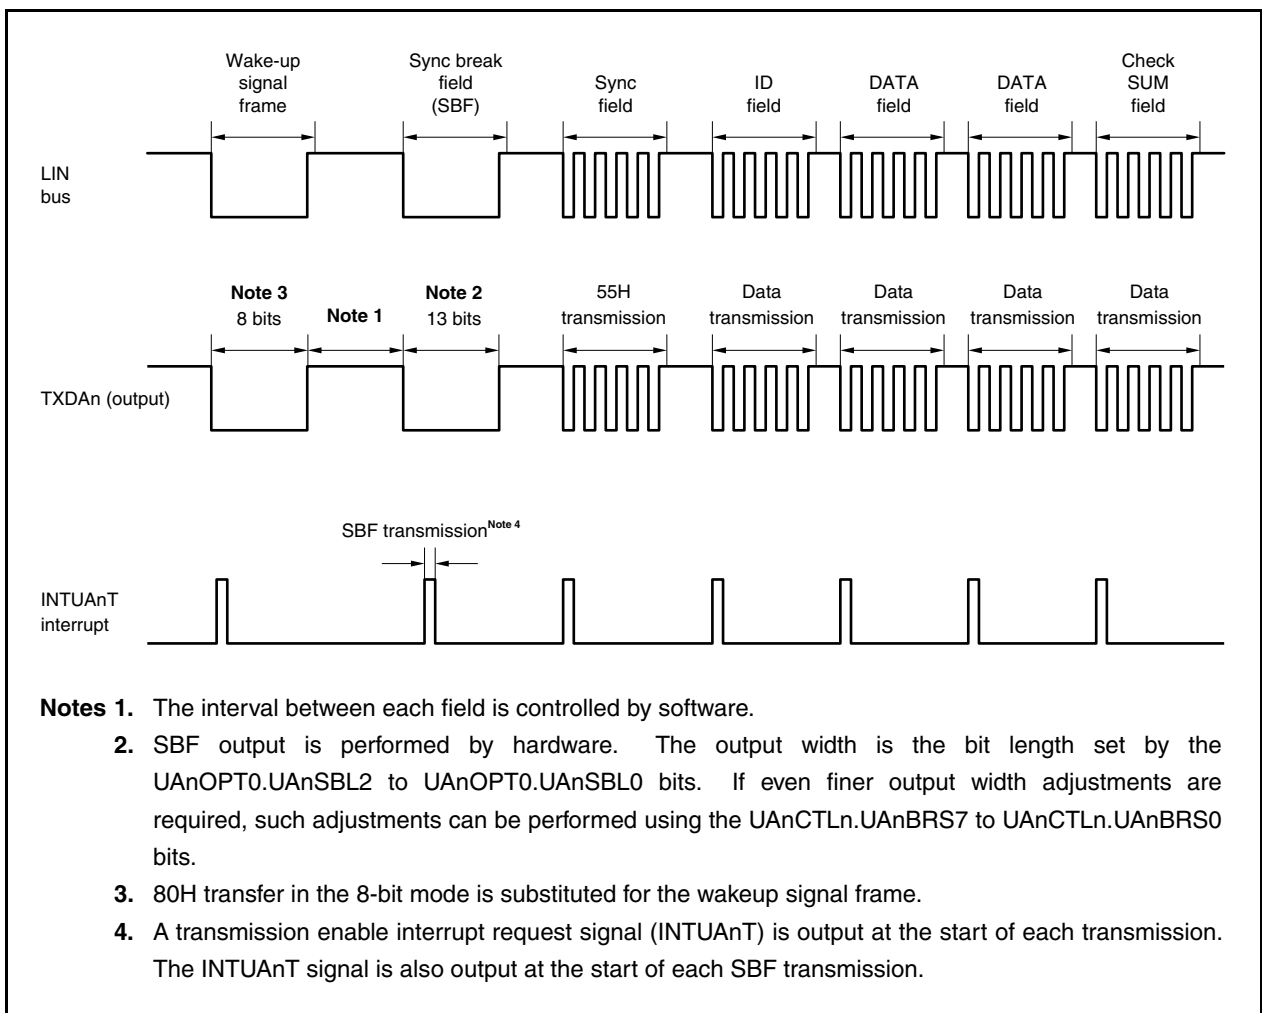 Wake-up
signal
frame
Sync break
field
(SBF)
Sync
field
ID
field
DATA
field
DATA
field
Check
SUM
field
LIN
bus
Note 3
8 bits
Note 1
Note 2
13 bits
55H
transmission
Data
transmission
Data
transmission
Data
transmission
Data
transmission
TXDAn (output)
SBF transmission Note 4
INTUAnT
interrupt
Notes 1. The interval between each field is controlled by software.
2. SBF output is performed by hardware. The output width is the bit length set by the
UAnOPT0.UAnSBL2 to UAnOPT0.UAnSBL0 bits. If even finer output width adjustments are
required, such adjustments can be performed using the UAnCTLn.UAnBRS7 to UAnCTLn.UAnBRS0
bits.
3. 80H transfer in the 8-bit mode is substituted for the wakeup signal frame.
4. A transmission enable interrupt request signal (INTUAnT) is output at the start of each transmission.
The INTUAnT signal is also output at the start of each SBF transmission.